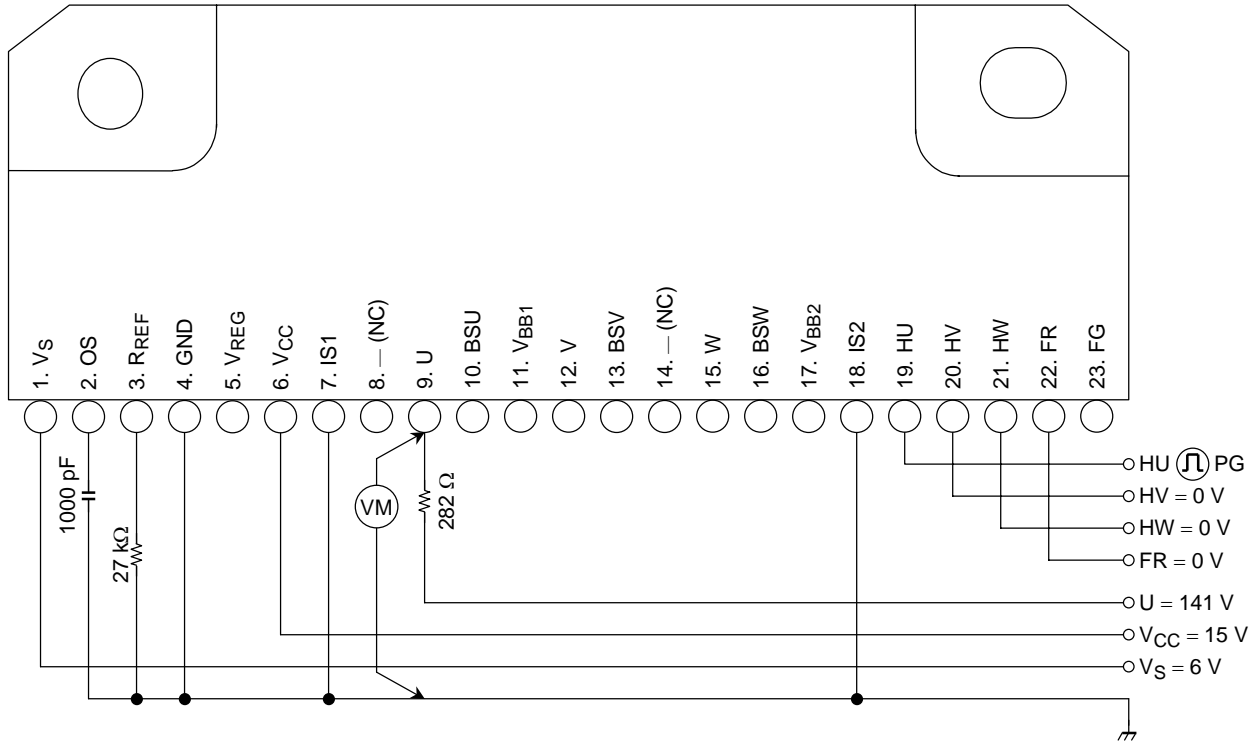 1. VS
2. OS
3. RREF
4. GND
5. VREG
6. VCC
7. IS1
8. — (NC)
9. U
10. BSU
11. VBB1
12. V
13. BSV
14. — (NC)
15. W
16. BSW
17. VBB2
18. IS2
19. HU
20. HV
21. HW
22. FR
23. FG
1000 pF
27 kΩ
VM
282 Ω
HU PG
HV = 0 V
HW = 0 V
FR = 0 V
U = 141 V
VCC = 15 V
VS = 6 V